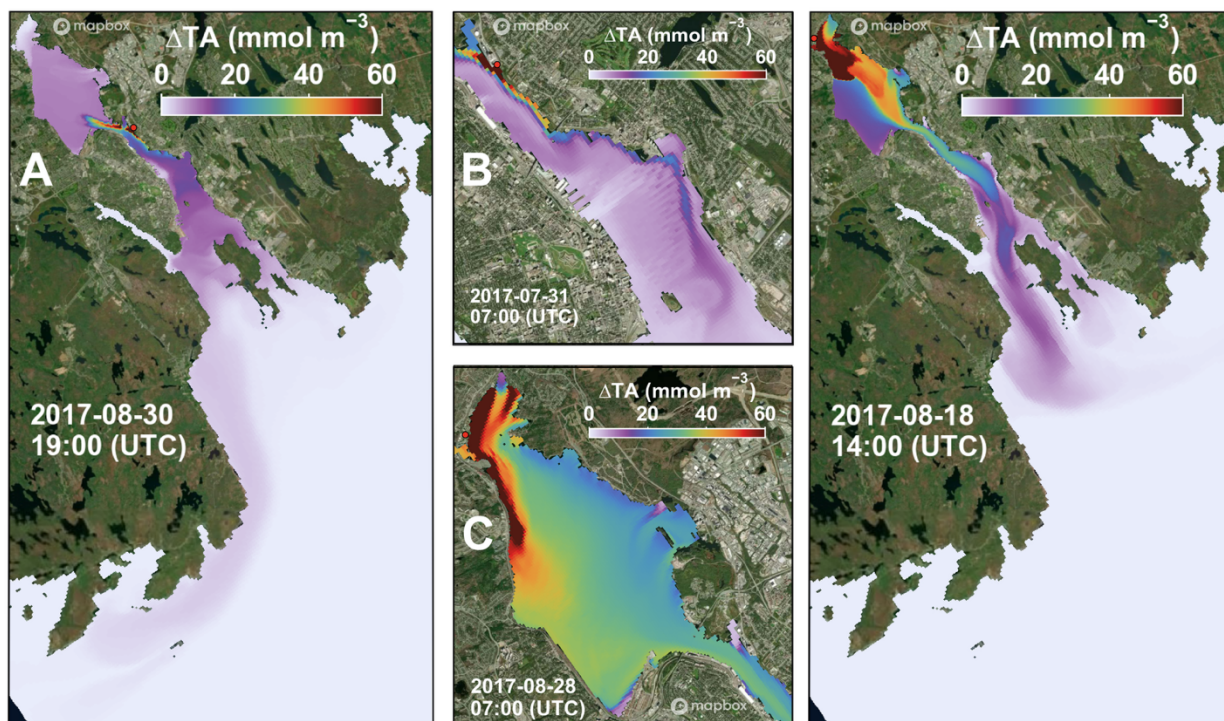 mapbox
ΔTA (mmol m⁻³)
0 20 40 60
A
2017-08-30
19:00 (UTC)
mapbox
ΔTA (mmol m⁻³)
0 20 40 60
B
2017-07-31
07:00 (UTC)
ΔTA (mmol m⁻³)
0 20 40 60
C
2017-08-28
07:00 (UTC)
mapbox
mapbox
ΔTA (mmol m⁻³)
0 20 40 60
2017-08-18
14:00 (UTC)